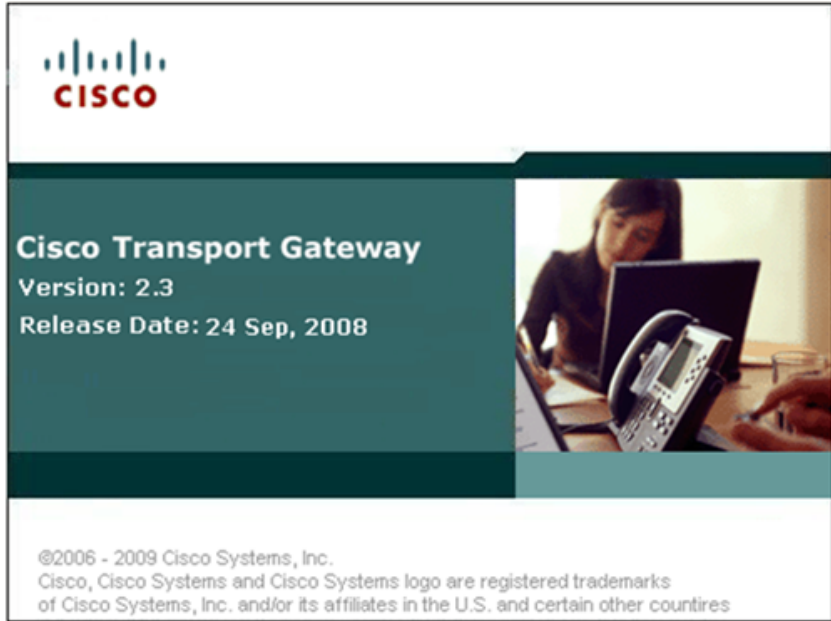 CISCO
Cisco Transport Gateway
Version: 2.3
Release Date: 24 Sep, 2008
©2006 - 2009 Cisco Systems, Inc.
Cisco, Cisco Systems and Cisco Systems logo are registered trademarks
of Cisco Systems, Inc. and/or its affiliates in the U.S. and certain other countires